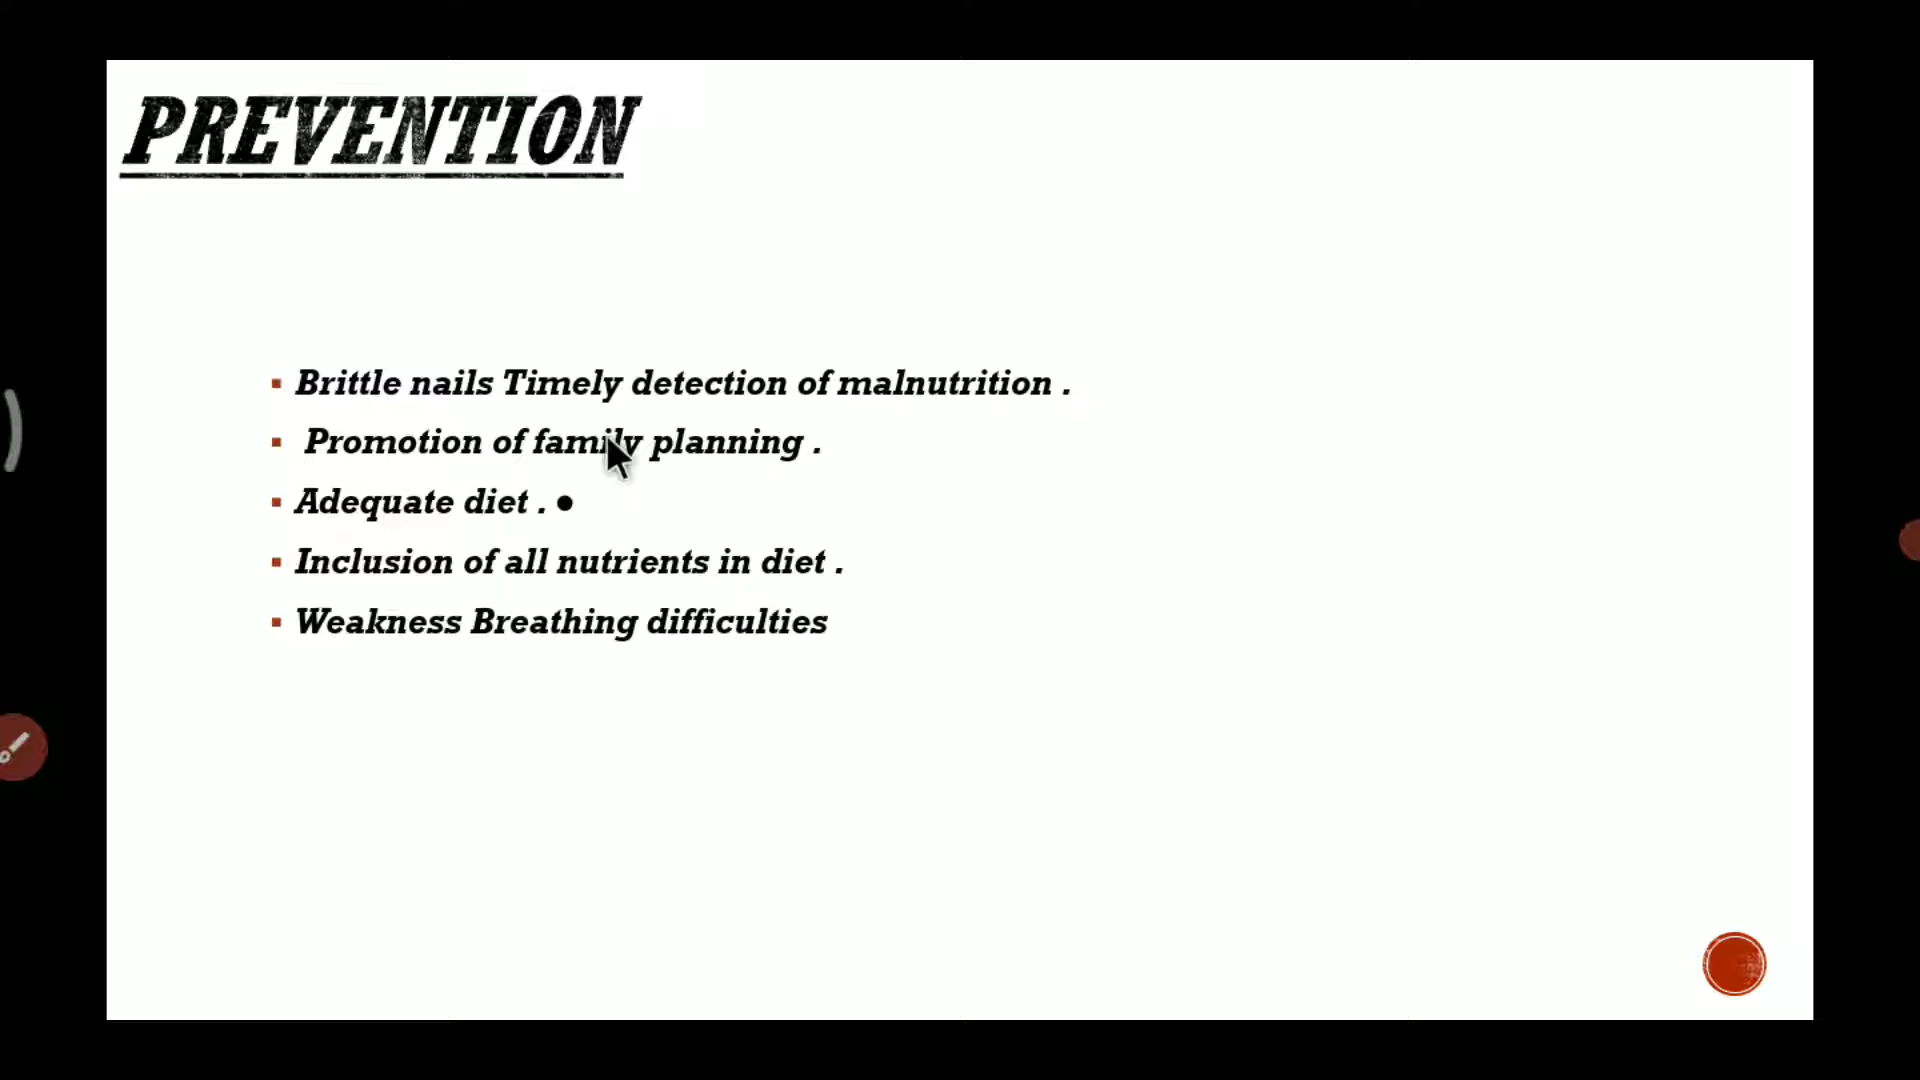 PREVENTION
▪ Brittle nails Timely detection of malnutrition .
▪ Promotion of family planning .
▪ Adequate diet . ●
▪ Inclusion of all nutrients in diet .
▪ Weakness Breathing difficulties